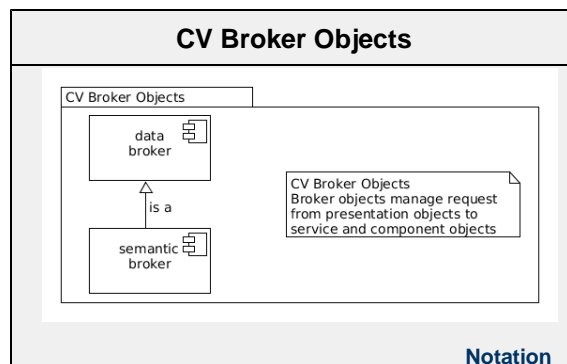 CV Broker Objects
CV Broker Objects
data
broker
is a
semantic
broker
CV Broker Objects
Broker objects manage request
from presentation objects to
service and component objects
Notation